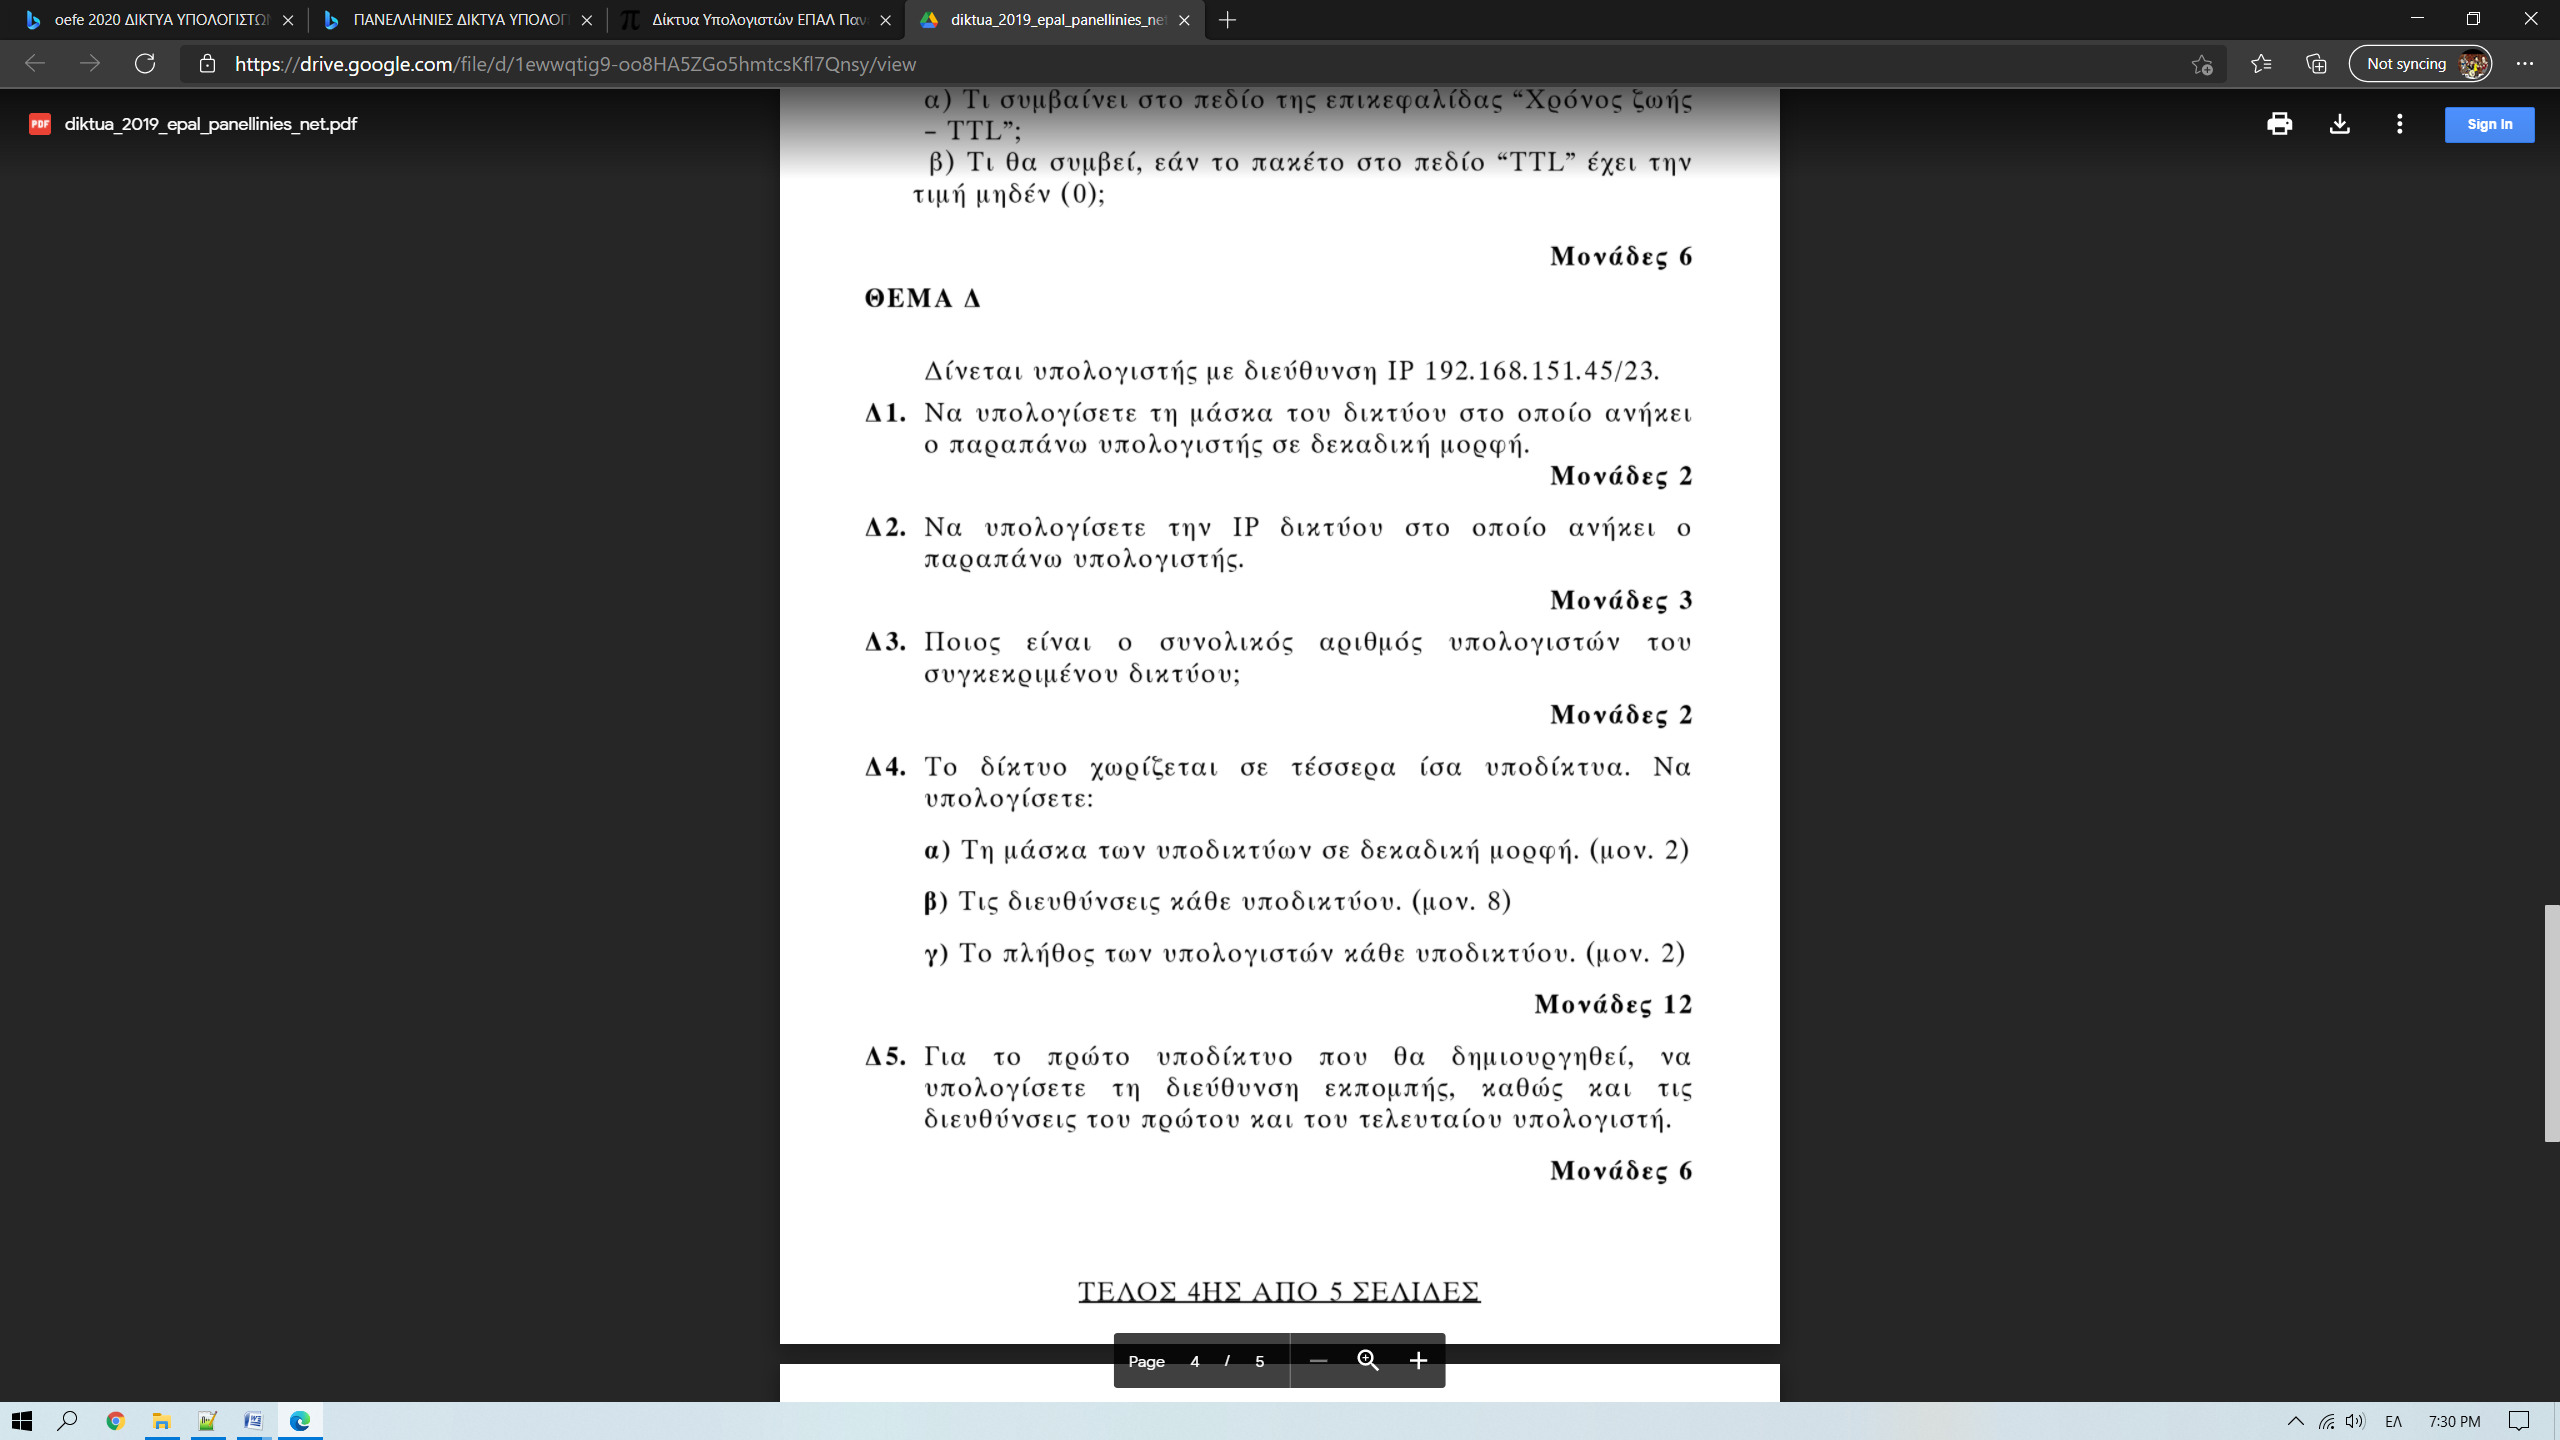 oefe 2020 ΔΙΚΤΥΑ ΥΠΟΛΟΓΙΣΤΩΝ
ΠΑΝΕΛΛΗΝΙΕΣ ΔΙΚΤΥΑ ΥΠΟΛΟΓ
Δίκτυα Υπολογιστών ΕΠΑΛ Παν
diktua_2019_epal_panellinies_net
https://drive.google.com/file/d/1ewwqtig9-oo8HA5ZGo5hmtcsKfl7Qnsy/view
Not syncing
PDF
diktua_2019_epal_panellinies_net.pdf
Sign In
α) Τι συμβαίνει στο πεδίο της επικεφαλίδας “Χρόνος ζωής
– TTL”;
β) Τι θα συμβεί, εάν το πακέτο στο πεδίο “TTL” έχει την
τιμή μηδέν (0);
Μονάδες 6
ΘΕΜΑ Δ
Δίνεται υπολογιστής με διεύθυνση IP 192.168.151.45/23.
Δ1. Να υπολογίσετε τη μάσκα του δικτύου στο οποίο ανήκει
ο παραπάνω υπολογιστής σε δεκαδική μορφή.
Μονάδες 2
Δ2. Να υπολογίσετε την IP δικτύου στο οποίο ανήκει ο
παραπάνω υπολογιστής.
Μονάδες 3
Δ3. Ποιος είναι ο συνολικός αριθμός υπολογιστών του
συγκεκριμένου δικτύου;
Μονάδες 2
Δ4. Το δίκτυο χωρίζεται σε τέσσερα ίσα υποδίκτυα. Να
υπολογίσετε:
α) Τη μάσκα των υποδικτύων σε δεκαδική μορφή. (μον. 2)
β) Τις διευθύνσεις κάθε υποδικτύου. (μον. 8)
γ) Το πλήθος των υπολογιστών κάθε υποδικτύου. (μον. 2)
Μονάδες 12
Δ5. Για το πρώτο υποδίκτυο που θα δημιουργηθεί, να
υπολογίσετε τη διεύθυνση εκπομπής, καθώς και τις
διευθύνσεις του πρώτου και του τελευταίου υπολογιστή.
Μονάδες 6
ΤΕΛΟΣ 4ΗΣ ΑΠΟ 5 ΣΕΛΙΔΕΣ
Page 4 / 5
ΕΛ
7:30 PM